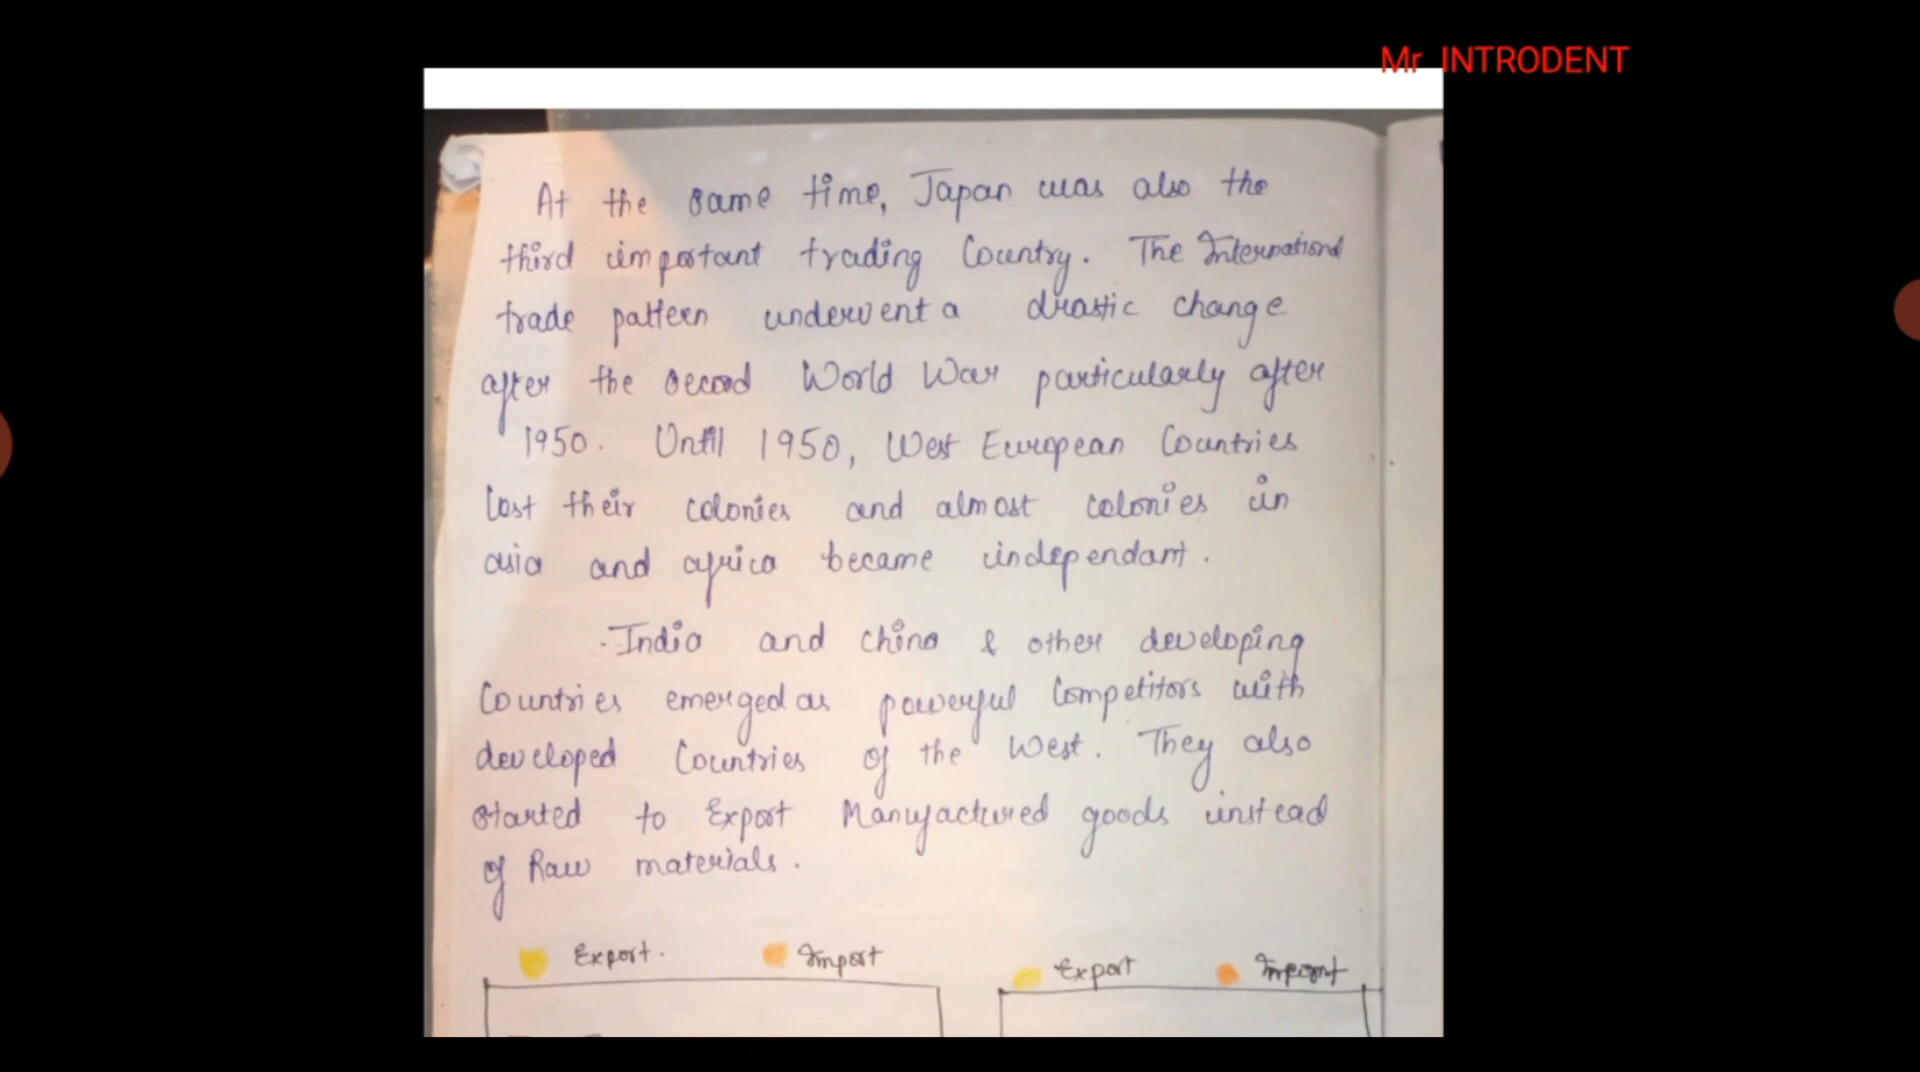 Mr INTRODENT
At the same time, Japan was also the
third important trading Country. The International
trade pattern underwent a drastic change
after the second World War particularly after
1950. Until 1950, West European Countries
lost their colonies and almost colonies in
asia and africa became independant.
India and china & other developing
Countries emerged as powerful Competitors with
developed Countries of the West. They also
started to Export Manufactured goods instead
of Raw materials.
Export. Import Export Import